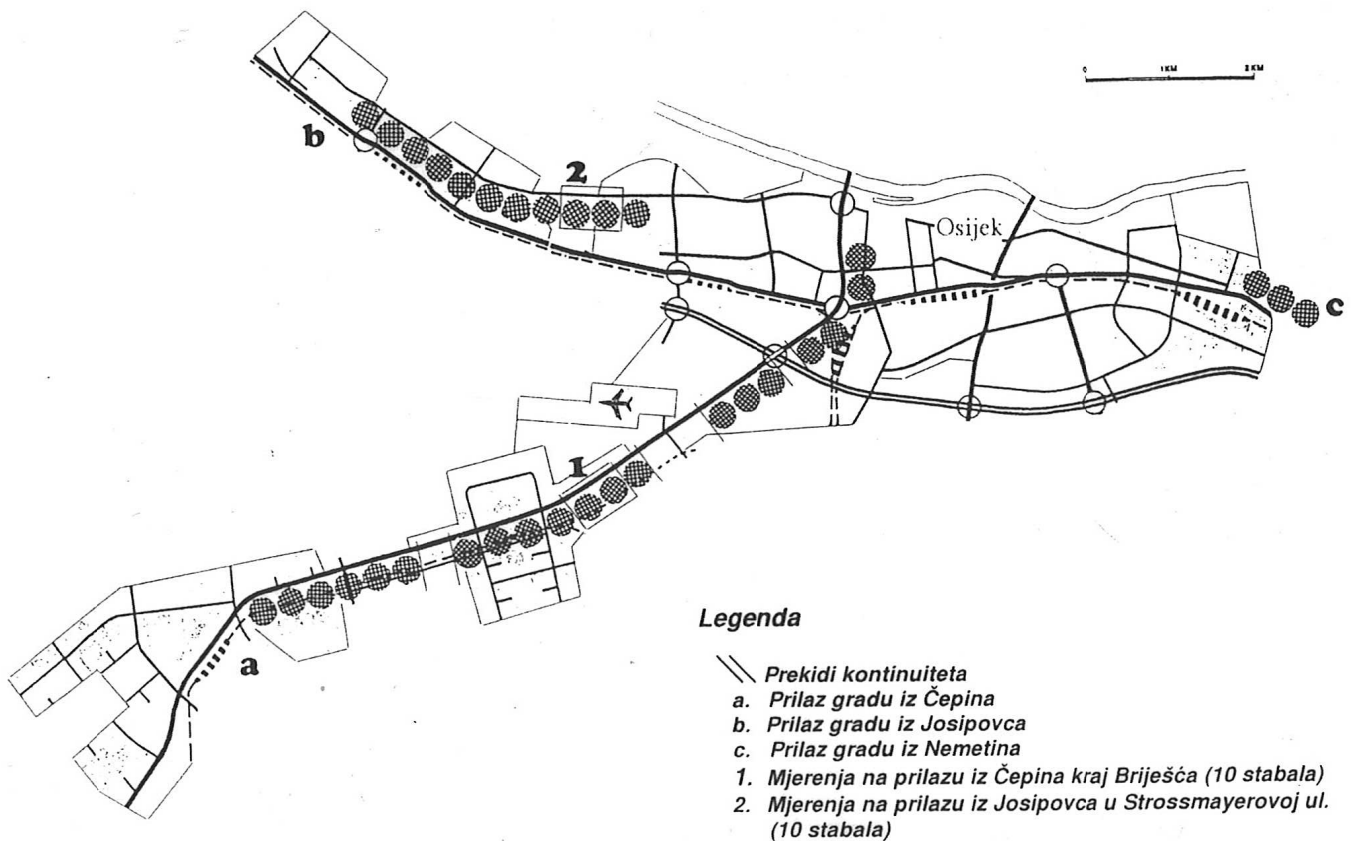 0 1KM 2KM
b
2
Osijek
c
1
a
Legenda
Prekidi kontinuiteta
a. Prilaz gradu iz Čepina
b. Prilaz gradu iz Josipovca
c. Prilaz gradu iz Nemetina
1. Mjerenja na prilazu iz Čepina kraj Briješća (10 stabala)
2. Mjerenja na prilazu iz Josipovca u Strossmayerovoj ul.
(10 stabala)